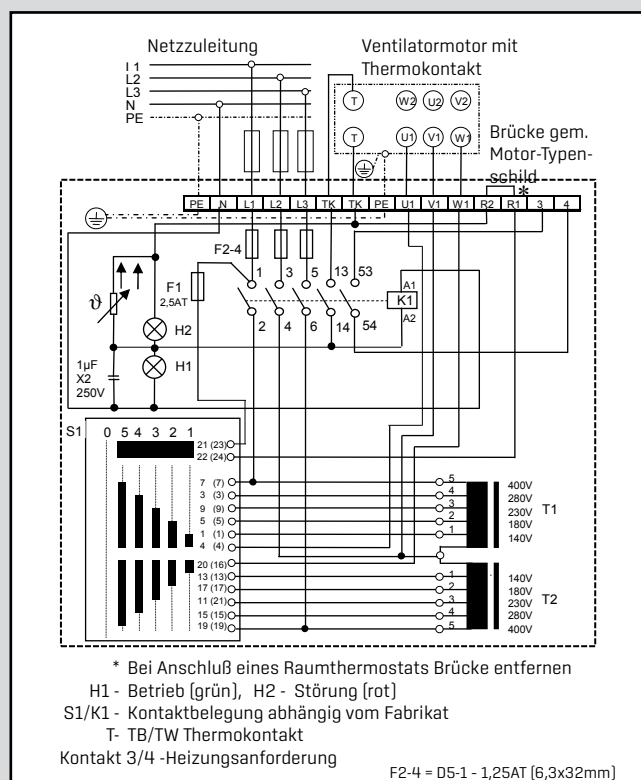 Netzzuleitung
Ventilatormotor mit
Thermokontakt
L1
L2
L3
N
PE
T W2 U2 V2
T U1 V1 W1
Brücke gem.
Motor-Typen-
schild
*
PE N L1 L2 L3 TK TK PE U1 V1 W1 R2 R1 3 4
F2-4
F1
2,5AT
1 3 5 13 53
K1
A1
A2
2 4 6 14 54
ϑ
H2
H1
1µF
X2
250V
S1 0 5 4 3 2 1
21 (23)
22 (24)
7 (7)
3 (3)
9 (9)
5 (5)
1 (1)
4 (4)
20 (16)
13 (13)
17 (17)
11 (21)
15 (15)
19 (19)
5 400V
4 280V
3 230V
2 180V
1 140V
T1
1 140V
2 180V
3 230V
4 280V
5 400V
T2
* Bei Anschluß eines Raumthermostats Brücke entfernen
H1 - Betrieb (grün), H2 - Störung (rot)
S1/K1 - Kontaktbelegung abhängig vom Fabrikat
T- TB/TW Thermokontakt
Kontakt 3/4 -Heizungsanforderung
F2-4 = D5-1 - 1,25AT (6,3x32mm)